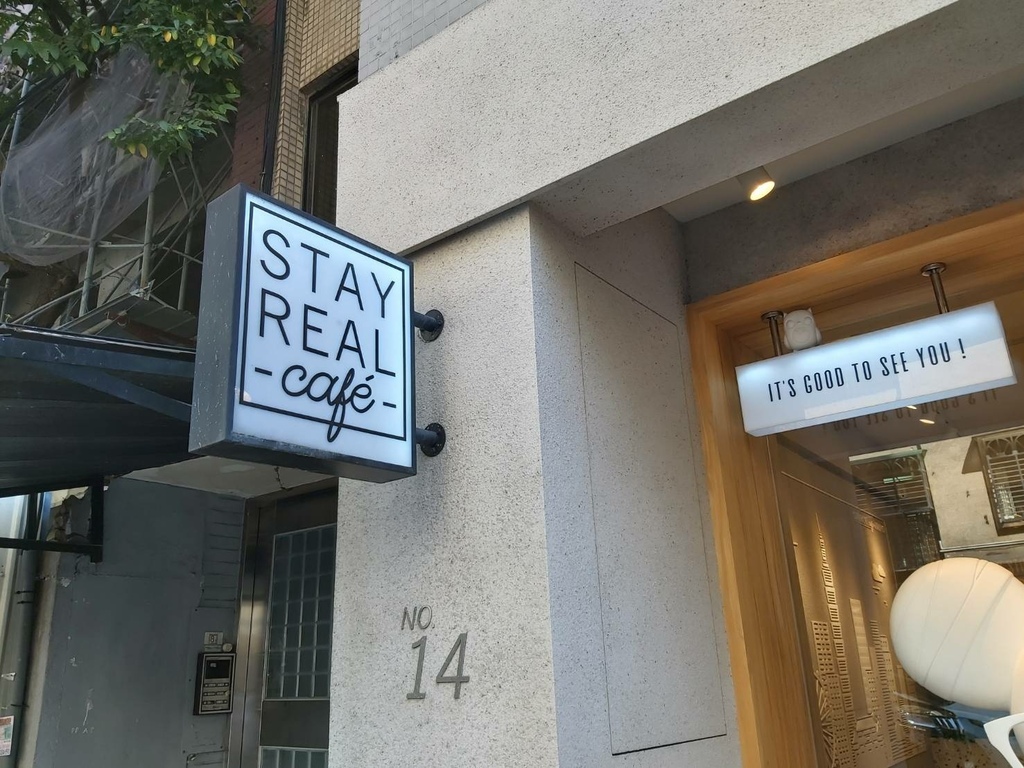 STAY
REAL
-café-
IT'S GOOD TO SEE YOU !
NO.
14